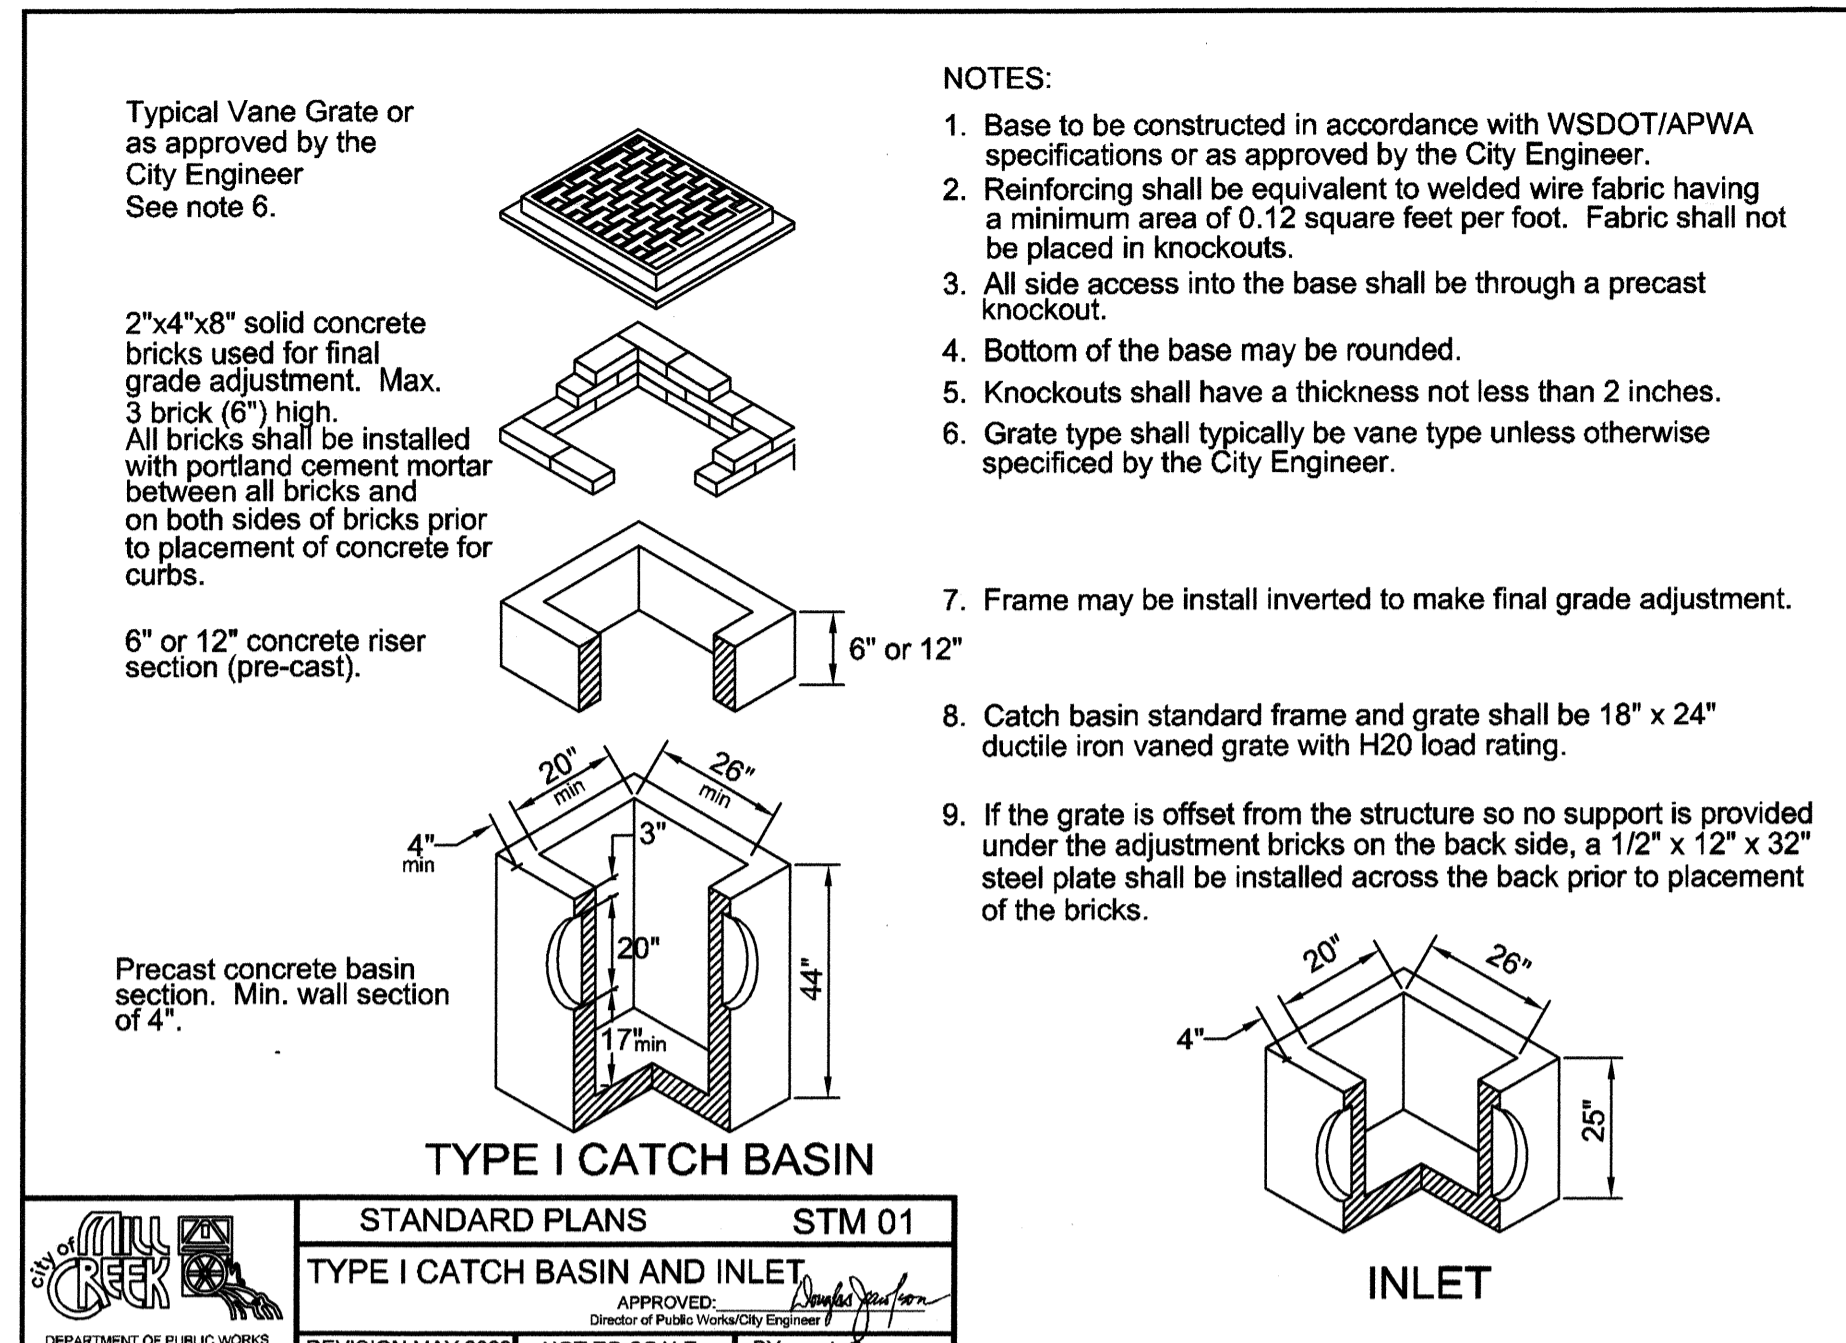 Typical Vane Grate or
as approved by the
City Engineer
See note 6.
2"x4"x8" solid concrete
bricks used for final
grade adjustment. Max.
3 brick (6") high.
All bricks shall be installed
with portland cement mortar
between all bricks and
on both sides of bricks prior
to placement of concrete for
curbs.
6" or 12" concrete riser
section (pre-cast).
6" or 12"
20"
min
26"
min
4"
min
3"
20"
17"min
44"
Precast concrete basin
section. Min. wall section
of 4".
TYPE I CATCH BASIN
NOTES:
1. Base to be constructed in accordance with WSDOT/APWA
specifications or as approved by the City Engineer.
2. Reinforcing shall be equivalent to welded wire fabric having
a minimum area of 0.12 square feet per foot. Fabric shall not
be placed in knockouts.
3. All side access into the base shall be through a precast
knockout.
4. Bottom of the base may be rounded.
5. Knockouts shall have a thickness not less than 2 inches.
6. Grate type shall typically be vane type unless otherwise
specificed by the City Engineer.
7. Frame may be install inverted to make final grade adjustment.
8. Catch basin standard frame and grate shall be 18" x 24"
ductile iron vaned grate with H20 load rating.
9. If the grate is offset from the structure so no support is provided
under the adjustment bricks on the back side, a 1/2" x 12" x 32"
steel plate shall be installed across the back prior to placement
of the bricks.
20"
26"
4"
25"
INLET
city of
MILL
CREEK
DEPARTMENT OF PUBLIC WORKS
STANDARD PLANS STM 01
TYPE I CATCH BASIN AND INLET
APPROVED:
Director of Public Works/City Engineer